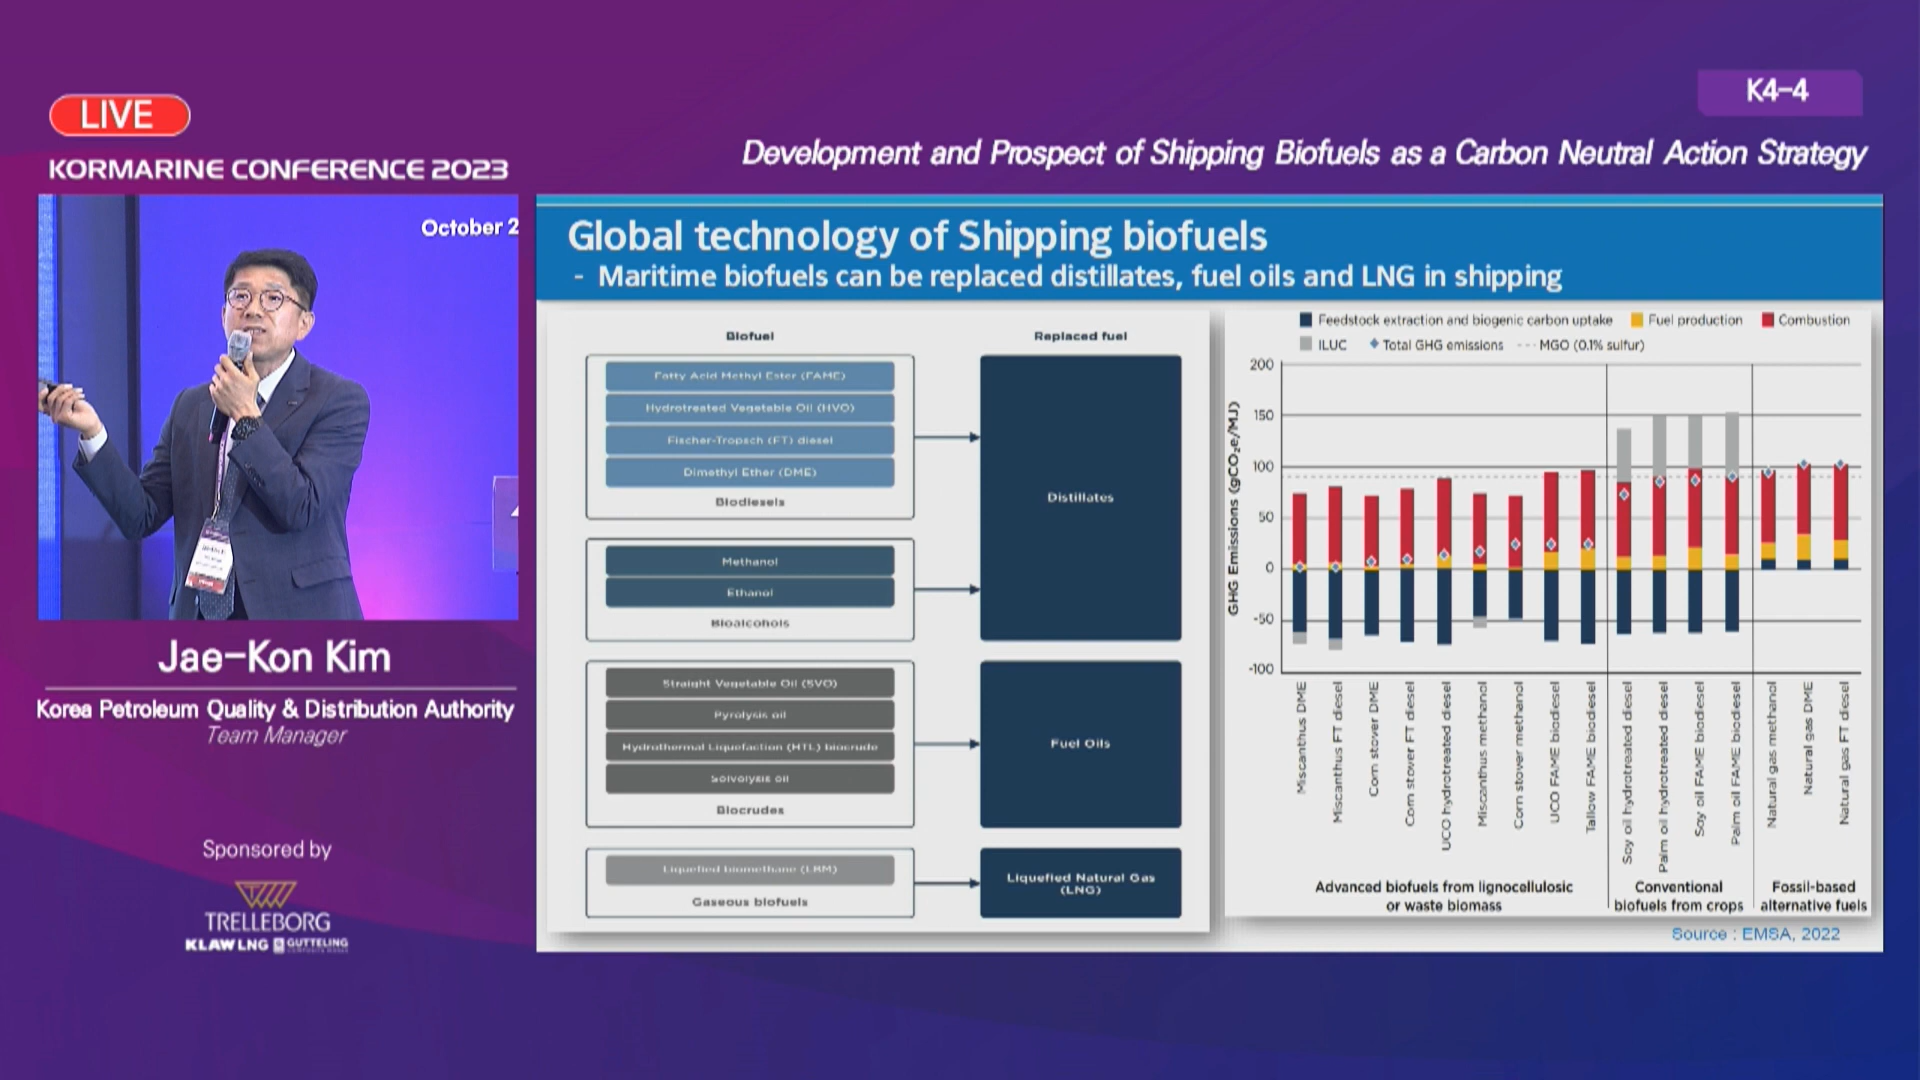 LIVE
KORMARINE CONFERENCE 2023
K4-4
Development and Prospect of Shipping Biofuels as a Carbon Neutral Action Strategy
October 2
Jae-Kon Kim
Korea Petroleum Quality & Distribution Authority
Team Manager
Sponsored by
TRELLEBORG
KLAW LNG GUTTELING
Global technology of Shipping biofuels
- Maritime biofuels can be replaced distillates, fuel oils and LNG in shipping
Biofuel
Replaced fuel
Fatty Acid Methyl Ester (FAME)
Hydrotreated Vegetable Oil (HVO)
Fischer-Tropsch (FT) diesel
Dimethyl Ether (DME)
Biodiesels
Methanol
Ethanol
Bioalcohols
Distillates
Straight Vegetable Oil (SVO)
Pyrolysis oil
Hydrothermal Liquefaction (HTL) biocrude
Solvolysis oil
Biocrudes
Fuel Oils
Liquefied biomethane (LBM)
Gaseous biofuels
Liquefied Natural Gas
(LNG)
Feedstock extraction and biogenic carbon uptake Fuel production Combustion
ILUC Total GHG emissions --- MGO (0.1% sulfur)
GHG Emissions (gCO₂e/MJ)
200
150
100
50
0
-50
-100
Miscanthus DME
Miscanthus FT diesel
Corn stover DME
Corn stover FT diesel
UCO hydrotreated diesel
Miscanthus methanol
Corn stover methanol
UCO FAME biodiesel
Tallow FAME biodiesel
Soy oil hydrotreated diesel
Palm oil hydrotreated diesel
Soy oil FAME biodiesel
Palm oil FAME biodiesel
Natural gas methanol
Natural gas DME
Natural gas FT diesel
Advanced biofuels from lignocellulosic
or waste biomass
Conventional
biofuels from crops
Fossil-based
alternative fuels
Source : EMSA, 2022